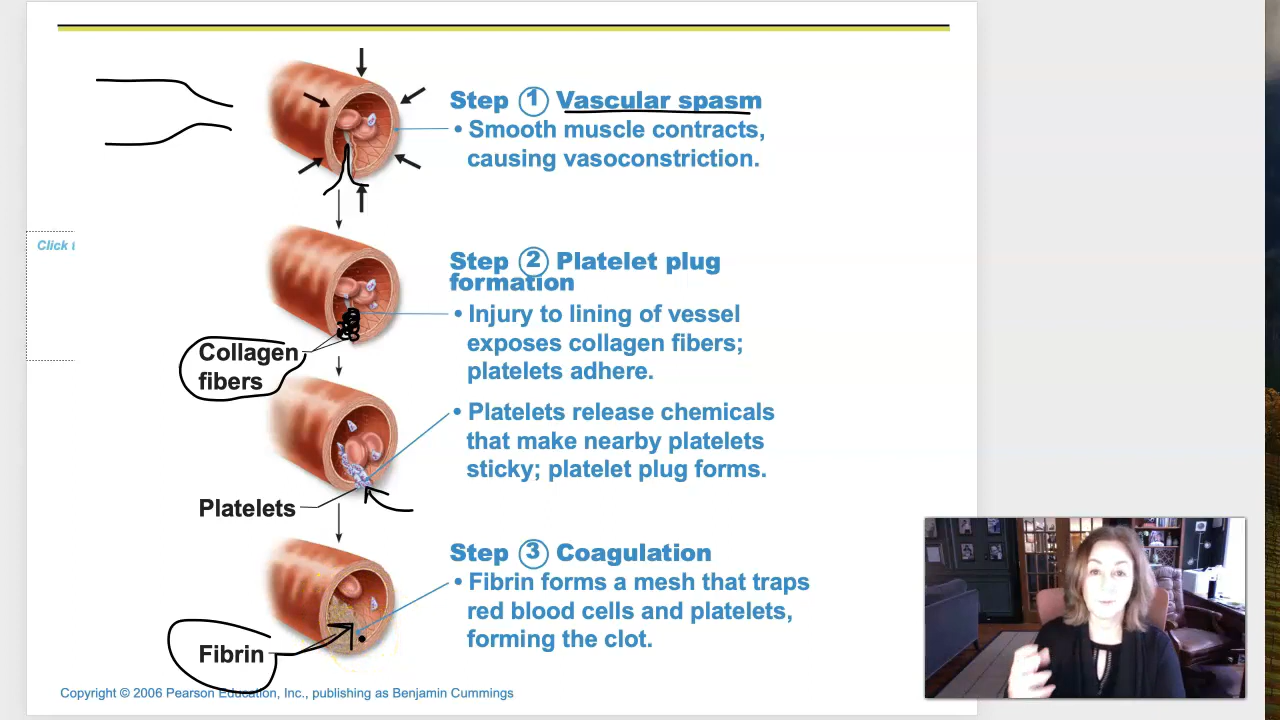 Step 1 Vascular spasm
• Smooth muscle contracts,
causing vasoconstriction.
Click
Step 2 Platelet plug
formation
• Injury to lining of vessel
exposes collagen fibers;
platelets adhere.
Collagen
fibers
• Platelets release chemicals
that make nearby platelets
sticky; platelet plug forms.
Platelets
Step 3 Coagulation
• Fibrin forms a mesh that traps
red blood cells and platelets,
forming the clot.
Fibrin
Copyright © 2006 Pearson Education, Inc., publishing as Benjamin Cummings